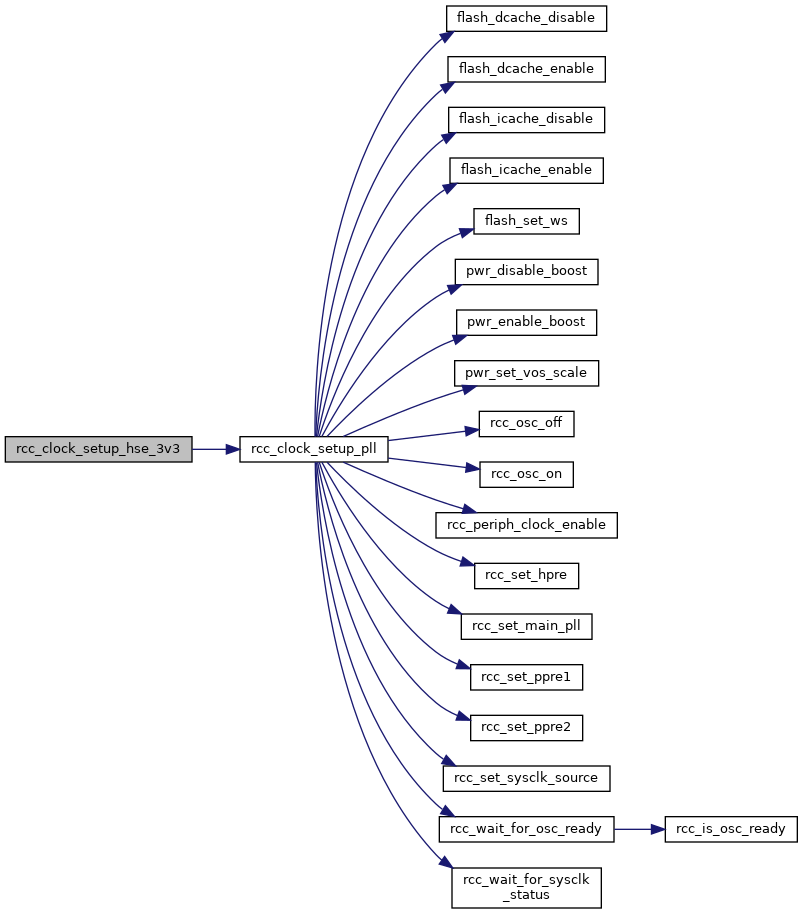 flash_dcache_disable
flash_dcache_enable
flash_icache_disable
flash_icache_enable
flash_set_ws
pwr_disable_boost
pwr_enable_boost
pwr_set_vos_scale
rcc_osc_off
rcc_clock_setup_hse_3v3
rcc_clock_setup_pll
rcc_osc_on
rcc_periph_clock_enable
rcc_set_hpre
rcc_set_main_pll
rcc_set_ppre1
rcc_set_ppre2
rcc_set_sysclk_source
rcc_wait_for_osc_ready
rcc_is_osc_ready
rcc_wait_for_sysclk
_status